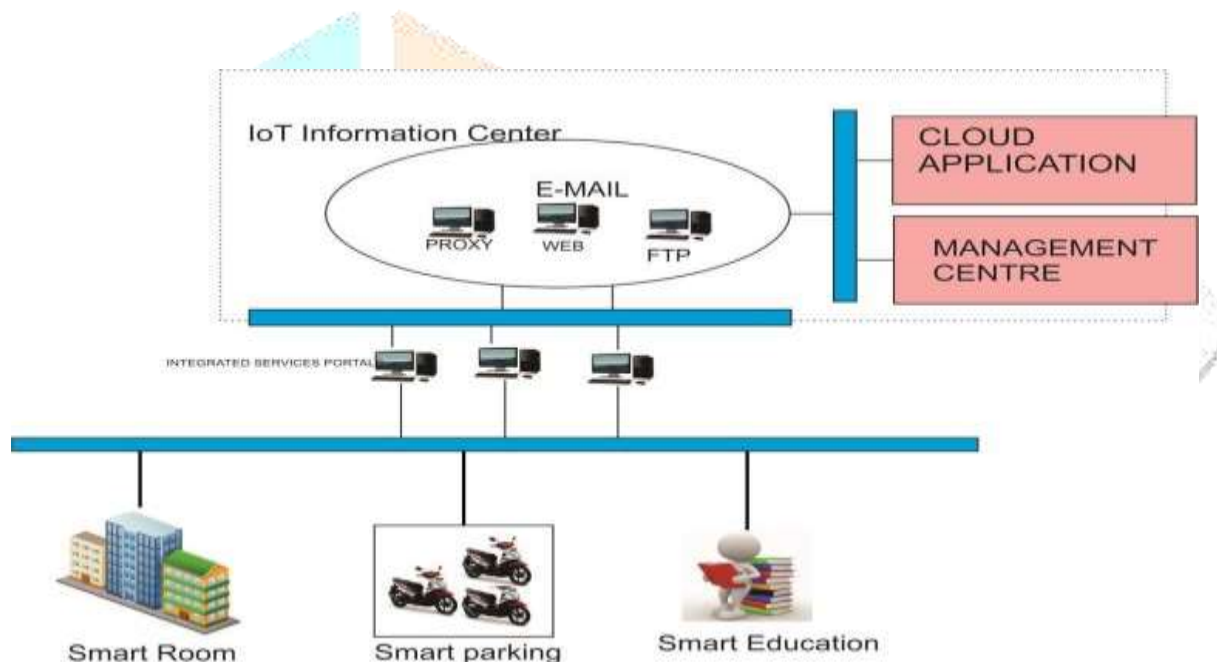 IoT Information Center
E-MAIL
PROXY
WEB
FTP
CLOUD
APPLICATION
MANAGEMENT
CENTRE
INTEGRATED SERVICES PORTAL
Smart Room
Smart parking
Smart Education